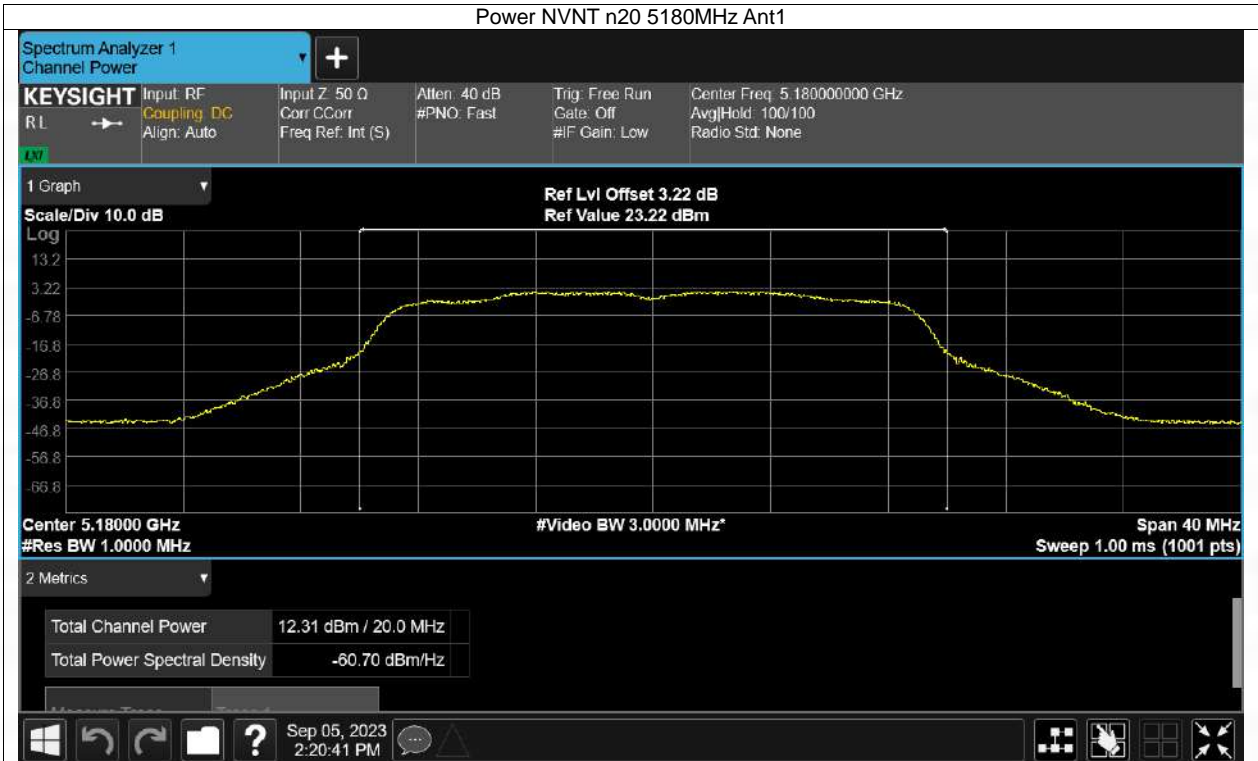 Power NVNT n20 5180MHz Ant1
Spectrum Analyzer 1
Channel Power
+
KEYSIGHT
RL
LXI
Input: RF
Coupling: DC
Align: Auto
Input Z: 50 Ω
Corr CCorr
Freq Ref: Int (S)
Atten: 40 dB
#PNO: Fast
Trig: Free Run
Gate: Off
#IF Gain: Low
Center Freq: 5.180000000 GHz
Avg|Hold: 100/100
Radio Std: None
1 Graph
Scale/Div 10.0 dB
Ref Lvl Offset 3.22 dB
Ref Value 23.22 dBm
Log
13.2
3.22
-6.78
-16.8
-26.8
-36.8
-46.8
-56.8
-66.8
Center 5.18000 GHz
#Video BW 3.0000 MHz*
Span 40 MHz
#Res BW 1.0000 MHz
Sweep 1.00 ms (1001 pts)
2 Metrics
Total Channel Power 12.31 dBm / 20.0 MHz
Total Power Spectral Density -60.70 dBm/Hz
?
Sep 05, 2023
2:20:41 PM